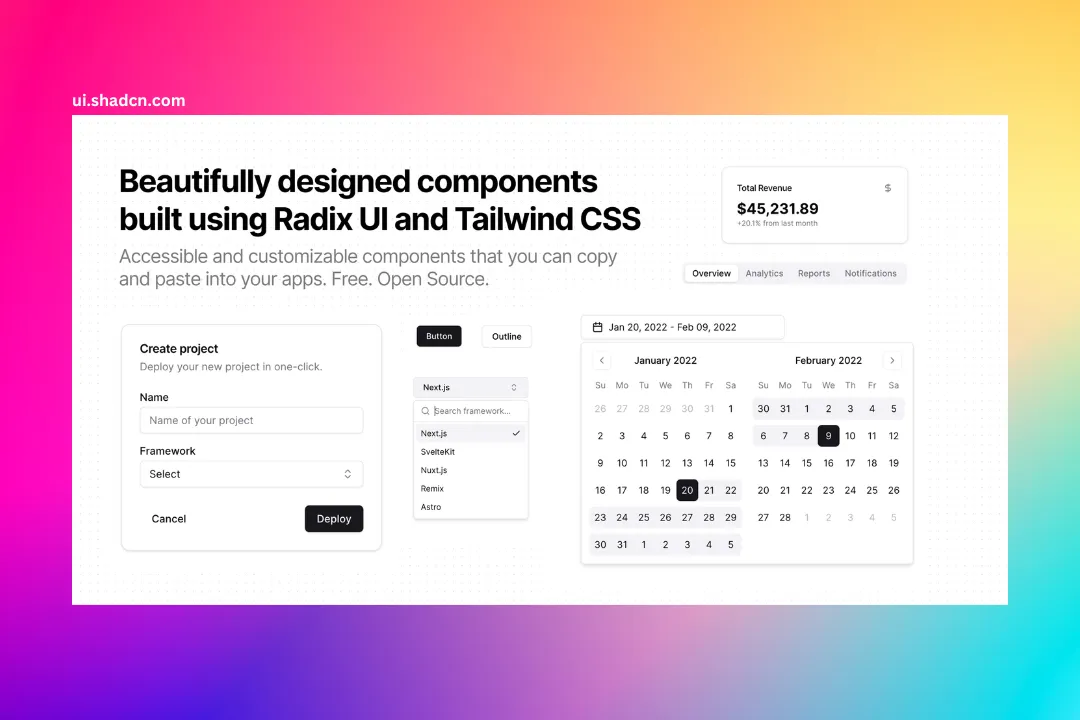 ui.shadcn.com
Beautifully designed components
built using Radix UI and Tailwind CSS
Accessible and customizable components that you can copy
and paste into your apps. Free. Open Source.
Total Revenue $
$45,231.89
+20.1% from last month
Overview Analytics Reports Notifications
Create project
Deploy your new project in one-click.
Name
Name of your project
Framework
Select
Cancel Deploy
Button Outline
Next.js
Search framework...
Next.js
SvelteKit
Nuxt.js
Remix
Astro
Jan 20, 2022 - Feb 09, 2022
January 2022
Su Mo Tu We Th Fr Sa
26 27 28 29 30 31 1
2 3 4 5 6 7 8
9 10 11 12 13 14 15
16 17 18 19 20 21 22
23 24 25 26 27 28 29
30 31 1 2 3 4 5
February 2022
Su Mo Tu We Th Fr Sa
30 31 1 2 3 4 5
6 7 8 9 10 11 12
13 14 15 16 17 18 19
20 21 22 23 24 25 26
27 28 1 2 3 4 5